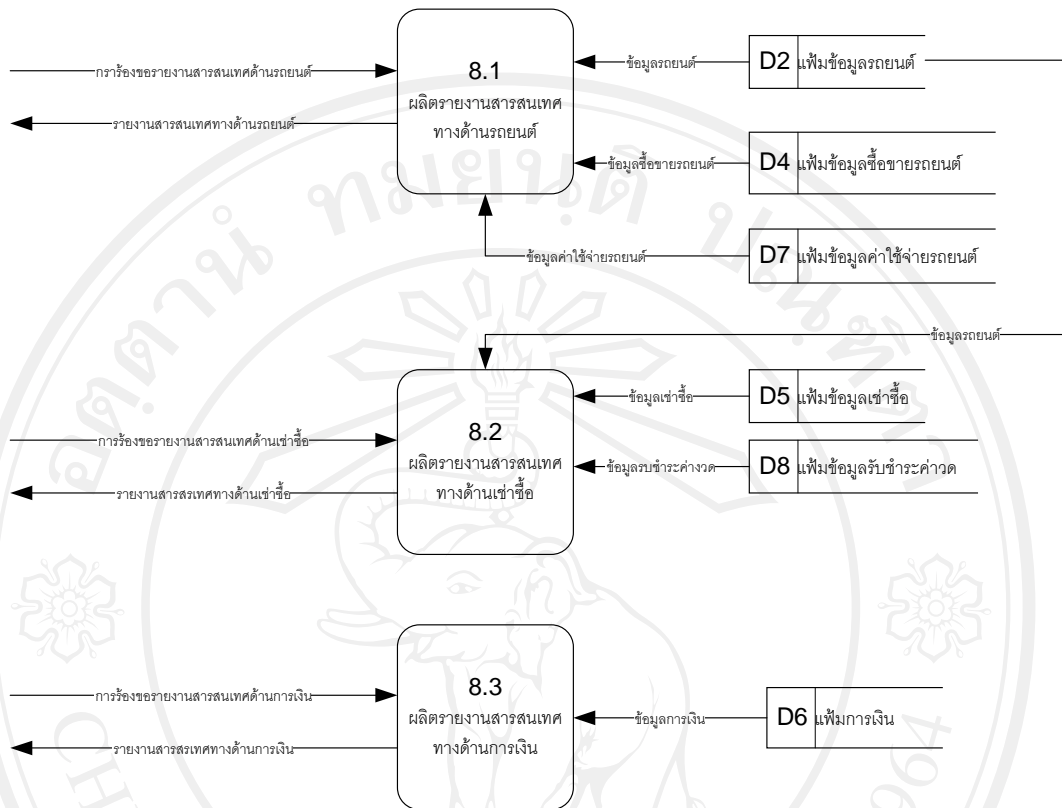 8.1
ผลิตรายงานสารสนเทศ
ทางด้านรถยนต์
กราร้องขอรายงานสารสนเทศด้านรถยนต์
รายงานสารสนเทศทางด้านรถยนต์
ข้อมูลรถยนต์
D2 แฟ้มข้อมูลรถยนต์
ข้อมูลซื้อขายรถยนต์
D4 แฟ้มข้อมูลซื้อขายรถยนต์
ข้อมูลค่าใช้จ่ายรถยนต์
D7 แฟ้มข้อมูลค่าใช้จ่ายรถยนต์
ข้อมูลรถยนต์
8.2
ผลิตรายงานสารสนเทศ
ทางด้านเช่าซื้อ
การร้องขอรายงานสารสนเทศด้านเช่าซื้อ
รายงานสารสรเทศทางด้านเช่าซื้อ
ข้อมูลเช่าซื้อ
D5 แฟ้มข้อมูลเช่าซื้อ
ข้อมูลรบชำระค่างวด
D8 แฟ้มข้อมูลรับชำระค่าวด
8.3
ผลิตรายงานสารสนเทศ
ทางด้านการเงิน
การร้องขอรายงานสารสนเทศด้านการเงิน
รายงานสารสรเทศทางด้านการเงิน
ข้อมูลการเงิน
D6 แฟ้มการเงิน
อตฺตานํ ทมยนฺติ ปณฺฑิตา
CH
964